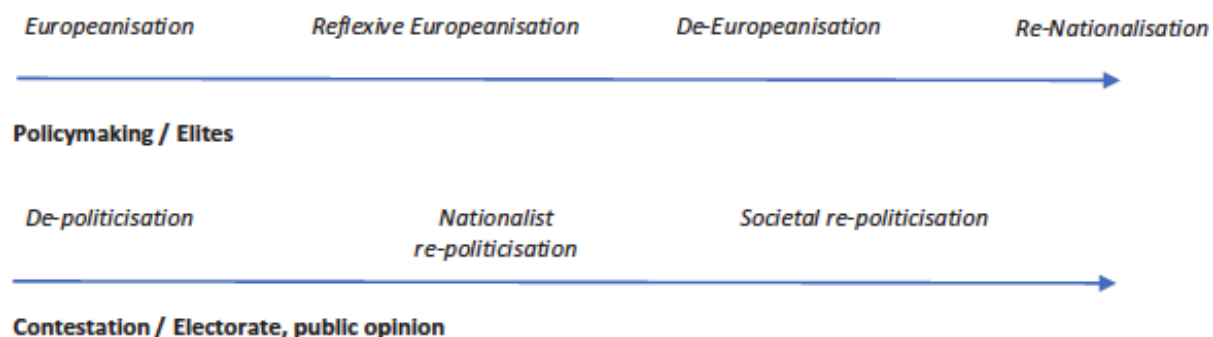 Europeanisation Reflexive Europeanisation De-Europeanisation Re-Nationalisation
Policymaking / Elites
De-politicisation Nationalist Societal re-politicisation
re-politicisation
Contestation / Electorate, public opinion